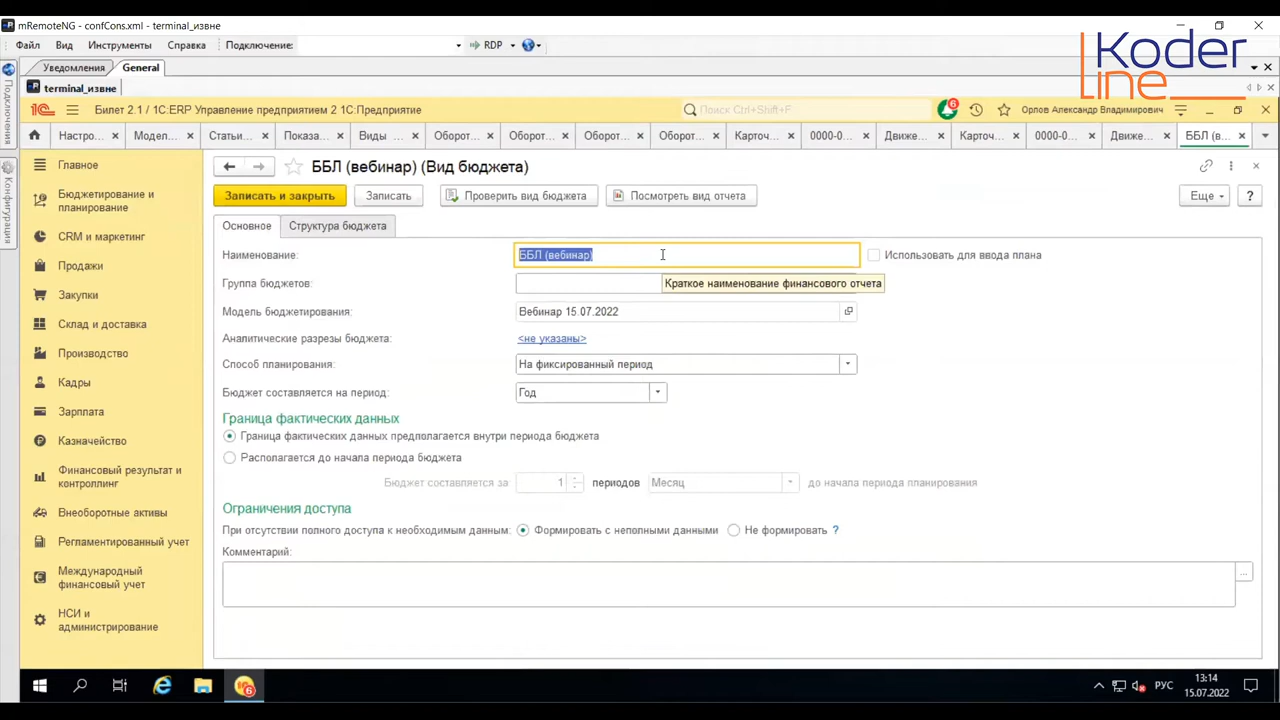 mRemoteNG - confCons.xml - terminal_извне
Файл Вид Инструменты Справка Подключение: RDP
Koder
line
Уведомления General
terminal_извне
Подключения
Конфигурация
1С Билет 2.1 / 1С:ERP Управление предприятием 2 1С:Предприятие Поиск Ctrl+Shift+F 6 Орлов Александр Владимирович
Настро... Модел... Статьи... Показа... Виды ... Оборот... Оборот... Оборот... Оборот... Карточ... 0000-0... Движе... Карточ... 0000-0... Движе... ББЛ (в...
Главное
Бюджетирование и
планирование
CRM и маркетинг
Продажи
Закупки
Склад и доставка
Производство
Кадры
Зарплата
Казначейство
Финансовый результат и
контроллинг
Внеоборотные активы
Регламентированный учет
Международный
финансовый учет
НСИ и
администрирование
ББЛ (вебинар) (Вид бюджета)
Записать и закрыть Записать Проверить вид бюджета Посмотреть вид отчета Еще ?
Основное Структура бюджета
Наименование: ББЛ (вебинар) Использовать для ввода плана
Группа бюджетов: Краткое наименование финансового отчета
Модель бюджетирования: Вебинар 15.07.2022
Аналитические разрезы бюджета: <не указаны>
Способ планирования: На фиксированный период
Бюджет составляется на период: Год
Граница фактических данных
Граница фактических данных предполагается внутри периода бюджета
Располагается до начала периода бюджета
Бюджет составляется за 1 периодов Месяц до начала периода планирования
Ограничения доступа
При отсутствии полного доступа к необходимым данным: Формировать с неполными данными Не формировать ?
Комментарий:
...
6 РУС 13:14
15.07.2022